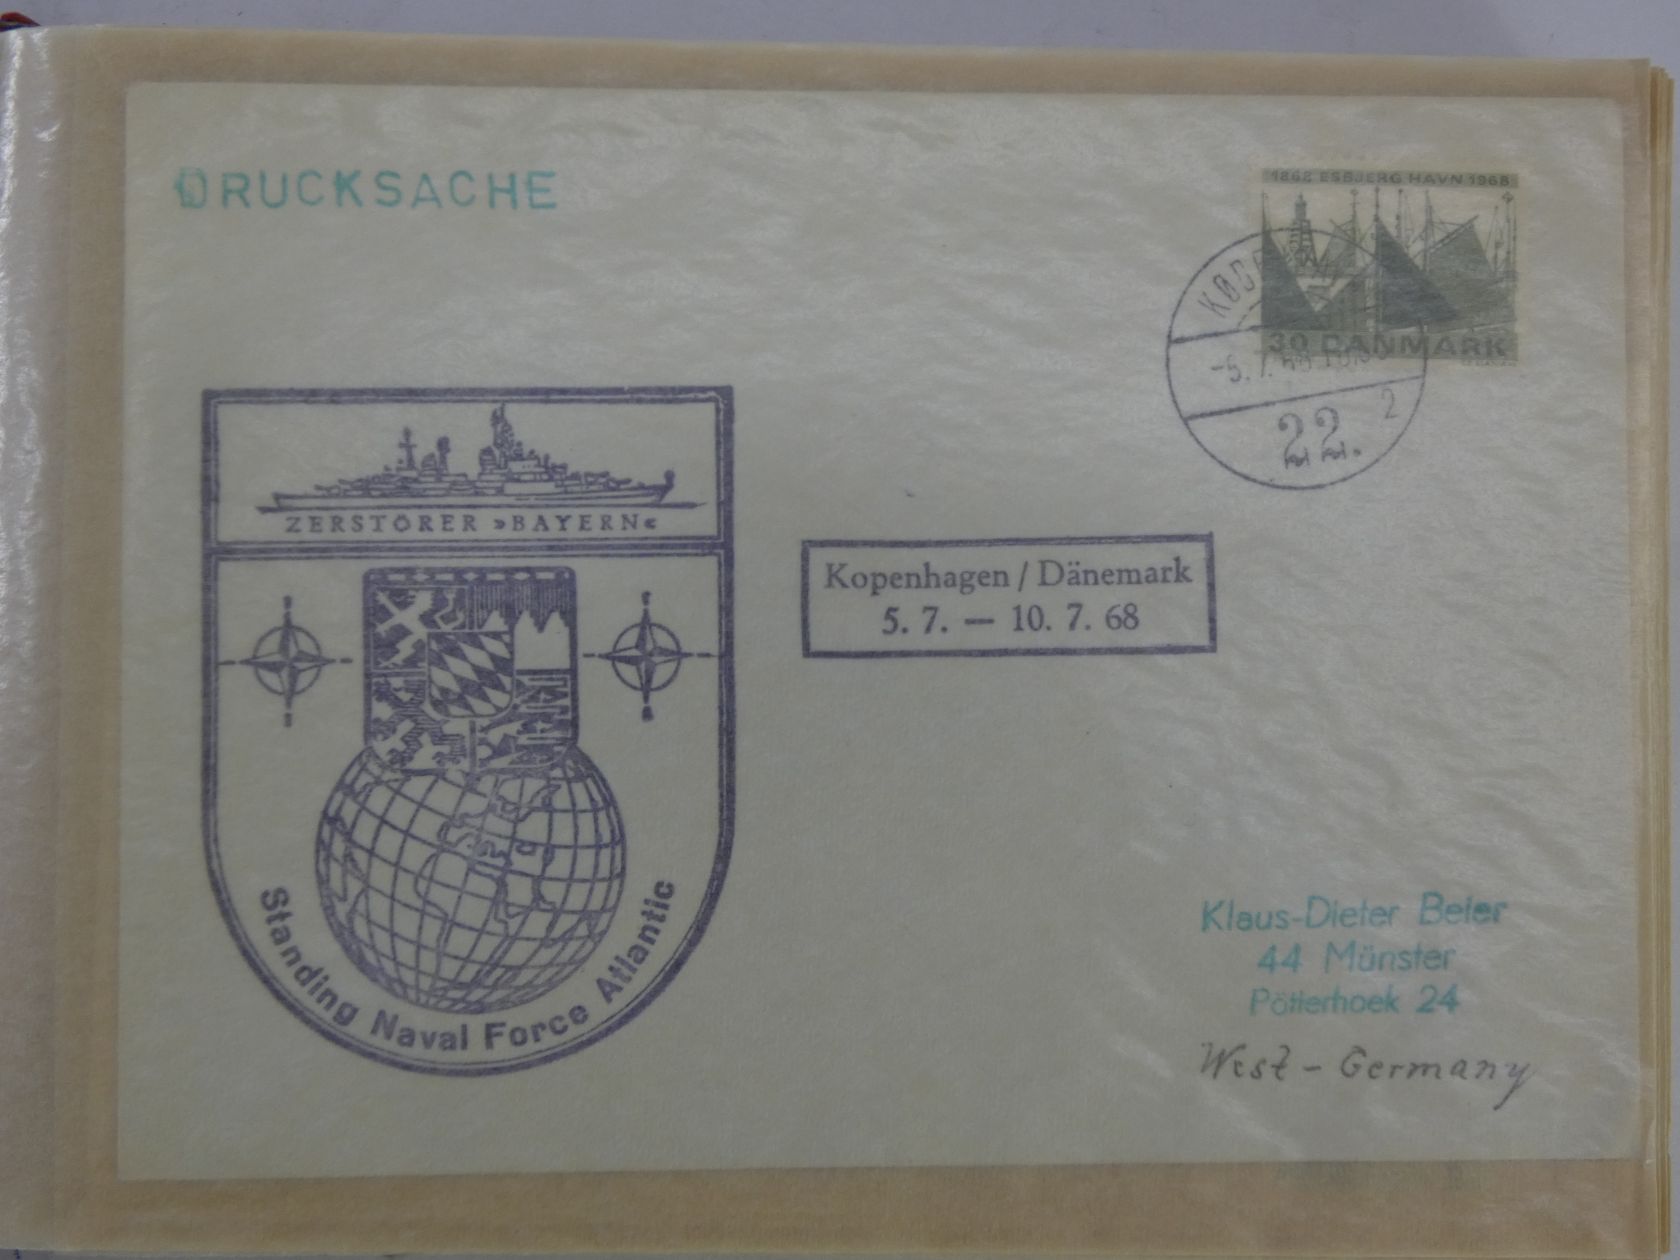 DRUCKSACHE
1868 ESBJERG HAVN 1968
30 DANMARK
-5.7.68
22. 2
ZERSTÖRER »BAYERN«
Kopenhagen / Dänemark
5. 7. — 10. 7. 68
Standing Naval Force Atlantic
Klaus-Dieter Beier
44 Münster
Pötterhoek 24
West-Germany